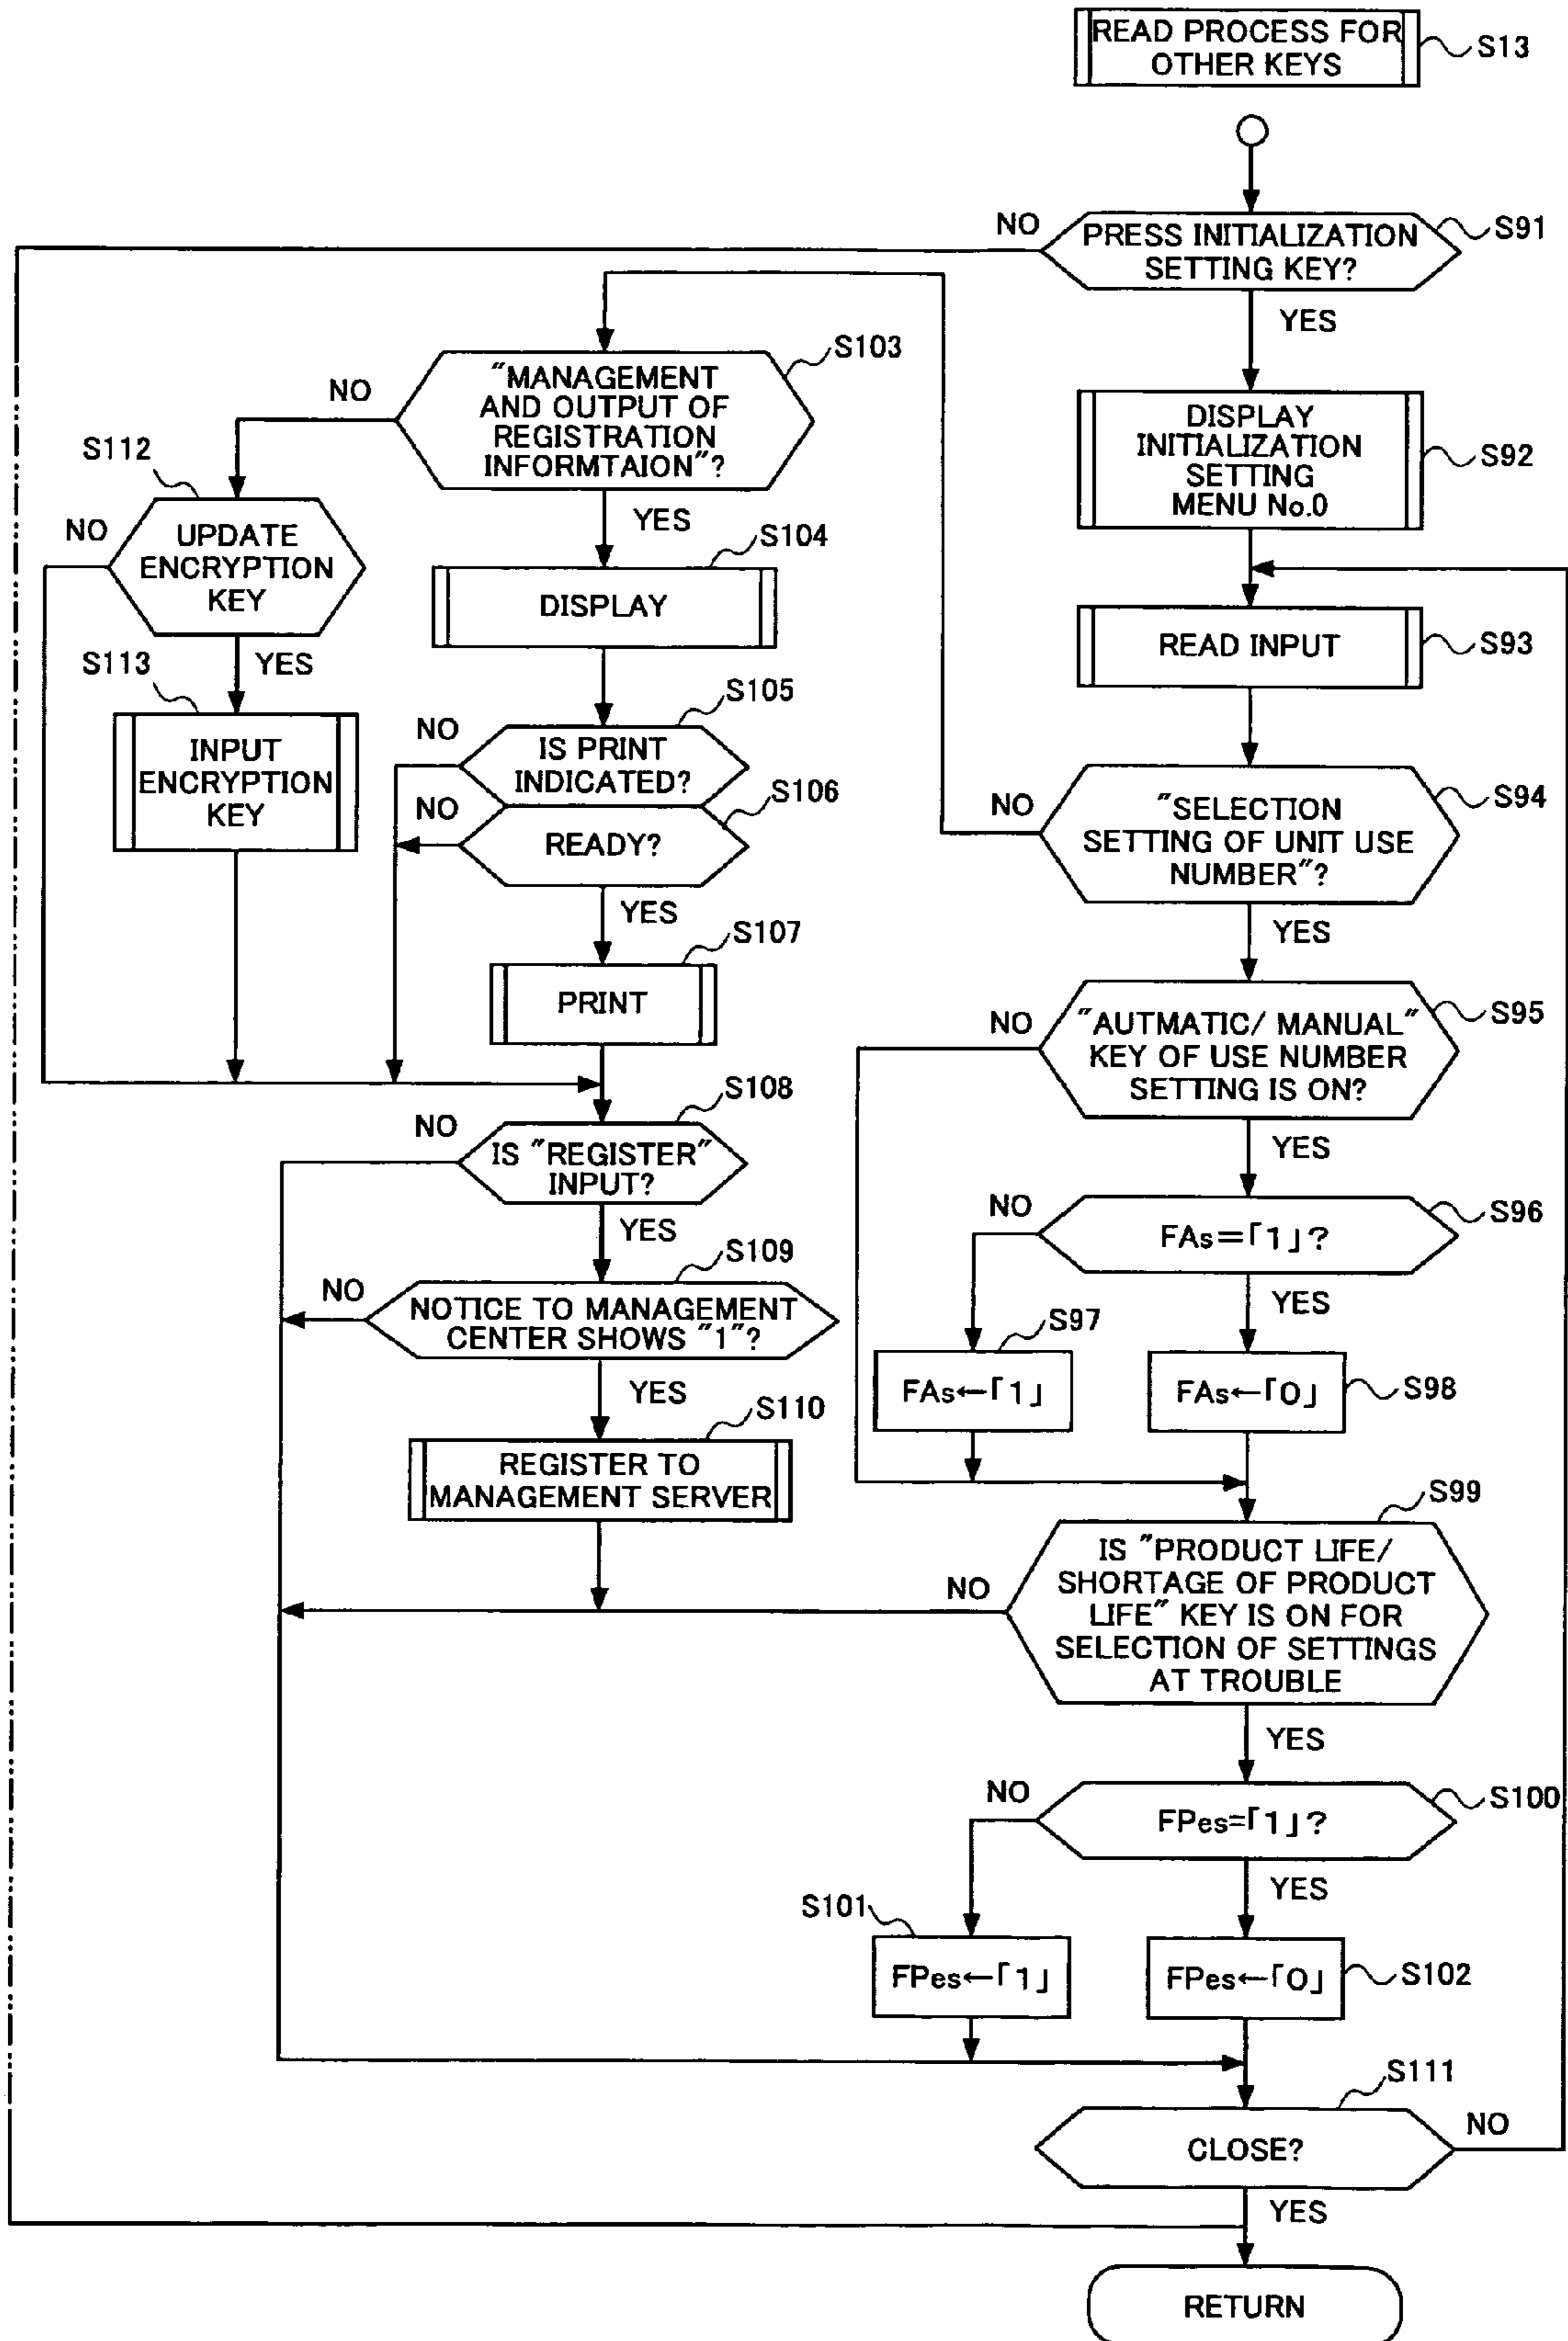 READ PROCESS FOR
OTHER KEYS
S13
NO
PRESS INITIALIZATION
SETTING KEY?
S91
YES
DISPLAY
INITIALIZATION
SETTING
MENU No.0
S92
READ INPUT
S93
NO
"SELECTION
SETTING OF UNIT USE
NUMBER"?
S94
YES
NO
"AUTMATIC/ MANUAL"
KEY OF USE NUMBER
SETTING IS ON?
S95
YES
NO
FAs=「1」?
S96
YES
S97
FAs←「1」
FAs←「0」
S98
S99
NO
IS "PRODUCT LIFE/
SHORTAGE OF PRODUCT
LIFE" KEY IS ON FOR
SELECTION OF SETTINGS
AT TROUBLE
YES
NO
FPes=「1」?
S100
YES
S101
FPes←「1」
FPes←「0」
S102
S111
CLOSE?
NO
YES
RETURN
S103
NO
"MANAGEMENT
AND OUTPUT OF
REGISTRATION
INFORMTAION"?
YES
S104
DISPLAY
S105
NO
IS PRINT
INDICATED?
S106
NO
READY?
YES
S107
PRINT
S108
NO
IS "REGISTER"
INPUT?
YES
S109
NO
NOTICE TO MANAGEMENT
CENTER SHOWS "1"?
YES
S110
REGISTER TO
MANAGEMENT SERVER
S112
NO
UPDATE
ENCRYPTION
KEY
YES
S113
INPUT
ENCRYPTION
KEY